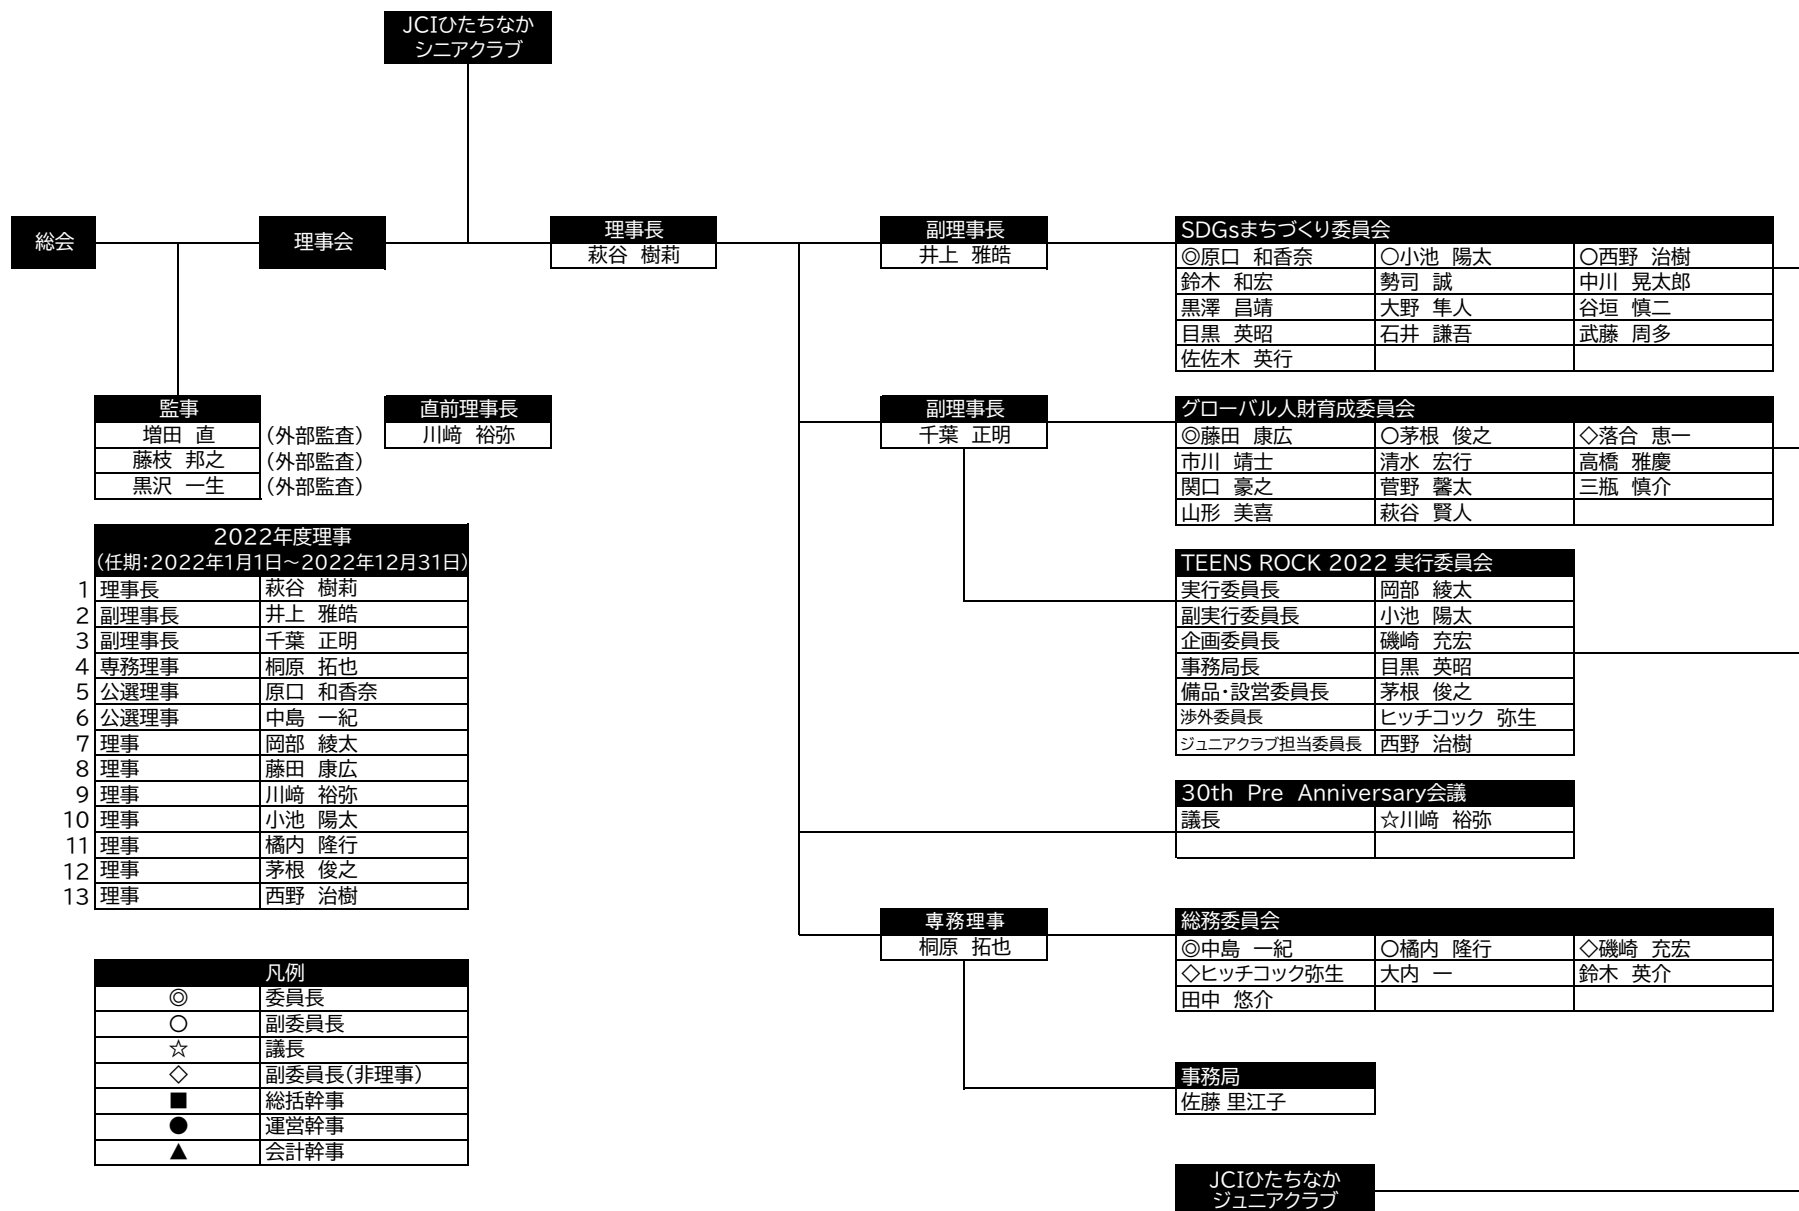 JCIひたちなか
シニアクラブ
総会
理事会
理事長
萩谷 樹莉
副理事長
井上 雅皓
SDGsまちづくり委員会
◎原口 和香奈 ○小池 陽太 ○西野 治樹
鈴木 和宏 勢司 誠 中川 晃太郎
黒澤 昌靖 大野 隼人 谷垣 慎二
目黒 英昭 石井 謙吾 武藤 周多
佐佐木 英行
監事
増田 直 (外部監査)
藤枝 邦之 (外部監査)
黒沢 一生 (外部監査)
直前理事長
川﨑 裕弥
副理事長
千葉 正明
グローバル人財育成委員会
◎藤田 康広 ○茅根 俊之 ◇落合 恵一
市川 靖士 清水 宏行 高橋 雅慶
関口 豪之 菅野 馨太 三瓶 慎介
山形 美喜 萩谷 賢人
2022年度理事
(任期:2022年1月1日~2022年12月31日)
1 理事長 萩谷 樹莉
2 副理事長 井上 雅皓
3 副理事長 千葉 正明
4 専務理事 桐原 拓也
5 公選理事 原口 和香奈
6 公選理事 中島 一紀
7 理事 岡部 綾太
8 理事 藤田 康広
9 理事 川﨑 裕弥
10 理事 小池 陽太
11 理事 橘内 隆行
12 理事 茅根 俊之
13 理事 西野 治樹
TEENS ROCK 2022 実行委員会
実行委員長 岡部 綾太
副実行委員長 小池 陽太
企画委員長 磯崎 充宏
事務局長 目黒 英昭
備品・設営委員長 茅根 俊之
渉外委員長 ヒッチコック 弥生
ジュニアクラブ担当委員長 西野 治樹
30th Pre Anniversary会議
議長 ☆川﨑 裕弥
専務理事
桐原 拓也
総務委員会
◎中島 一紀 ○橘内 隆行 ◇磯崎 充宏
◇ヒッチコック弥生 大内 一 鈴木 英介
田中 悠介
凡例
◎ 委員長
○ 副委員長
☆ 議長
◇ 副委員長(非理事)
■ 総括幹事
● 運営幹事
▲ 会計幹事
事務局
佐藤 里江子
JCIひたちなか
ジュニアクラブ